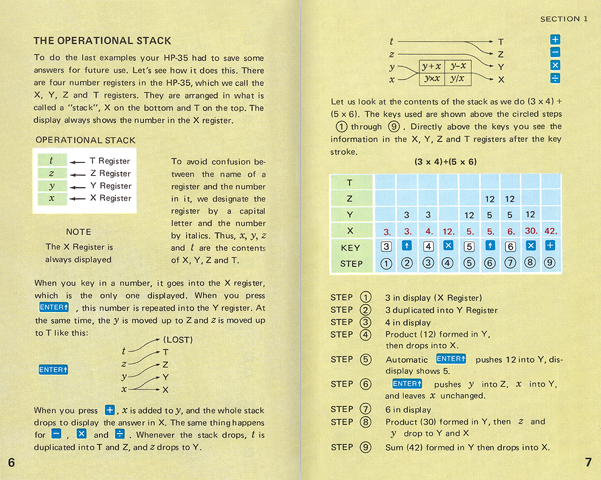 THE OPERATIONAL STACK
To do the last examples your HP-35 had to save some
answers for future use. Let's see how it does this. There
are four number registers in the HP-35, which we call the
X, Y, Z and T registers. They are arranged in what is
called a "stack", X on the bottom and T on the top. The
display always shows the number in the X register.
OPERATIONAL STACK
t ← T Register
z ← Z Register
y ← Y Register
x ← X Register
NOTE
The X Register is
always displayed
To avoid confusion be-
tween the name of a
register and the number
in it, we designate the
register by a capital
letter and the number
by italics. Thus, x, y, z
and t are the contents
of X, Y, Z and T.
When you key in a number, it goes into the X register,
which is the only one displayed. When you press
ENTER↑ , this number is repeated into the Y register. At
the same time, the y is moved up to Z and z is moved up
to T like this:
(LOST)
t T
z Z
ENTER↑
y Y
x X
When you press + , x is added to y, and the whole stack
drops to display the answer in X. The same thing happens
for − , × and ÷ . Whenever the stack drops, t is
duplicated into T and Z, and z drops to Y.
6
SECTION 1
t T +
z Z −
y y+x y−x Y ×
x yxx y/x X ÷
Let us look at the contents of the stack as we do (3 x 4) +
(5 x 6). The keys used are shown above the circled steps
① through ⑨ . Directly above the keys you see the
information in the X, Y, Z and T registers after the key
stroke.
(3 x 4)+(5 x 6)
T
Z 12 12
Y 3 3 12 5 5 12
X 3. 3. 4. 12. 5. 5. 6. 30. 42.
KEY 3 ↑ 4 × 5 ↑ 6 × +
STEP ① ② ③ ④ ⑤ ⑥ ⑦ ⑧ ⑨
STEP ① 3 in display (X Register)
STEP ② 3 duplicated into Y Register
STEP ③ 4 in display
STEP ④ Product (12) formed in Y,
then drops into X.
STEP ⑤ Automatic ENTER↑ pushes 12 into Y, dis-
display shows 5.
STEP ⑥ ENTER↑ pushes y into Z, x into Y,
and leaves x unchanged.
STEP ⑦ 6 in display
STEP ⑧ Product (30) formed in Y, then z and
y drop to Y and X
STEP ⑨ Sum (42) formed in Y then drops into X.
7